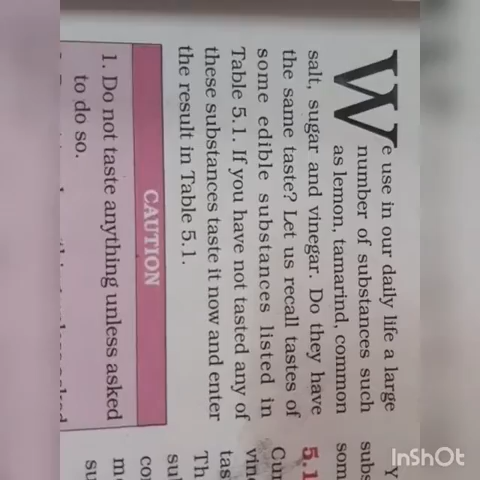 We use in our daily life a large
number of substances such
as lemon, tamarind, common
salt, sugar and vinegar. Do they have
the same taste? Let us recall tastes of
some edible substances listed in
Table 5.1. If you have not tasted any of
these substances taste it now and enter
the result in Table 5.1.
CAUTION
1. Do not taste anything unless asked
to do so.
5.1
InShOt